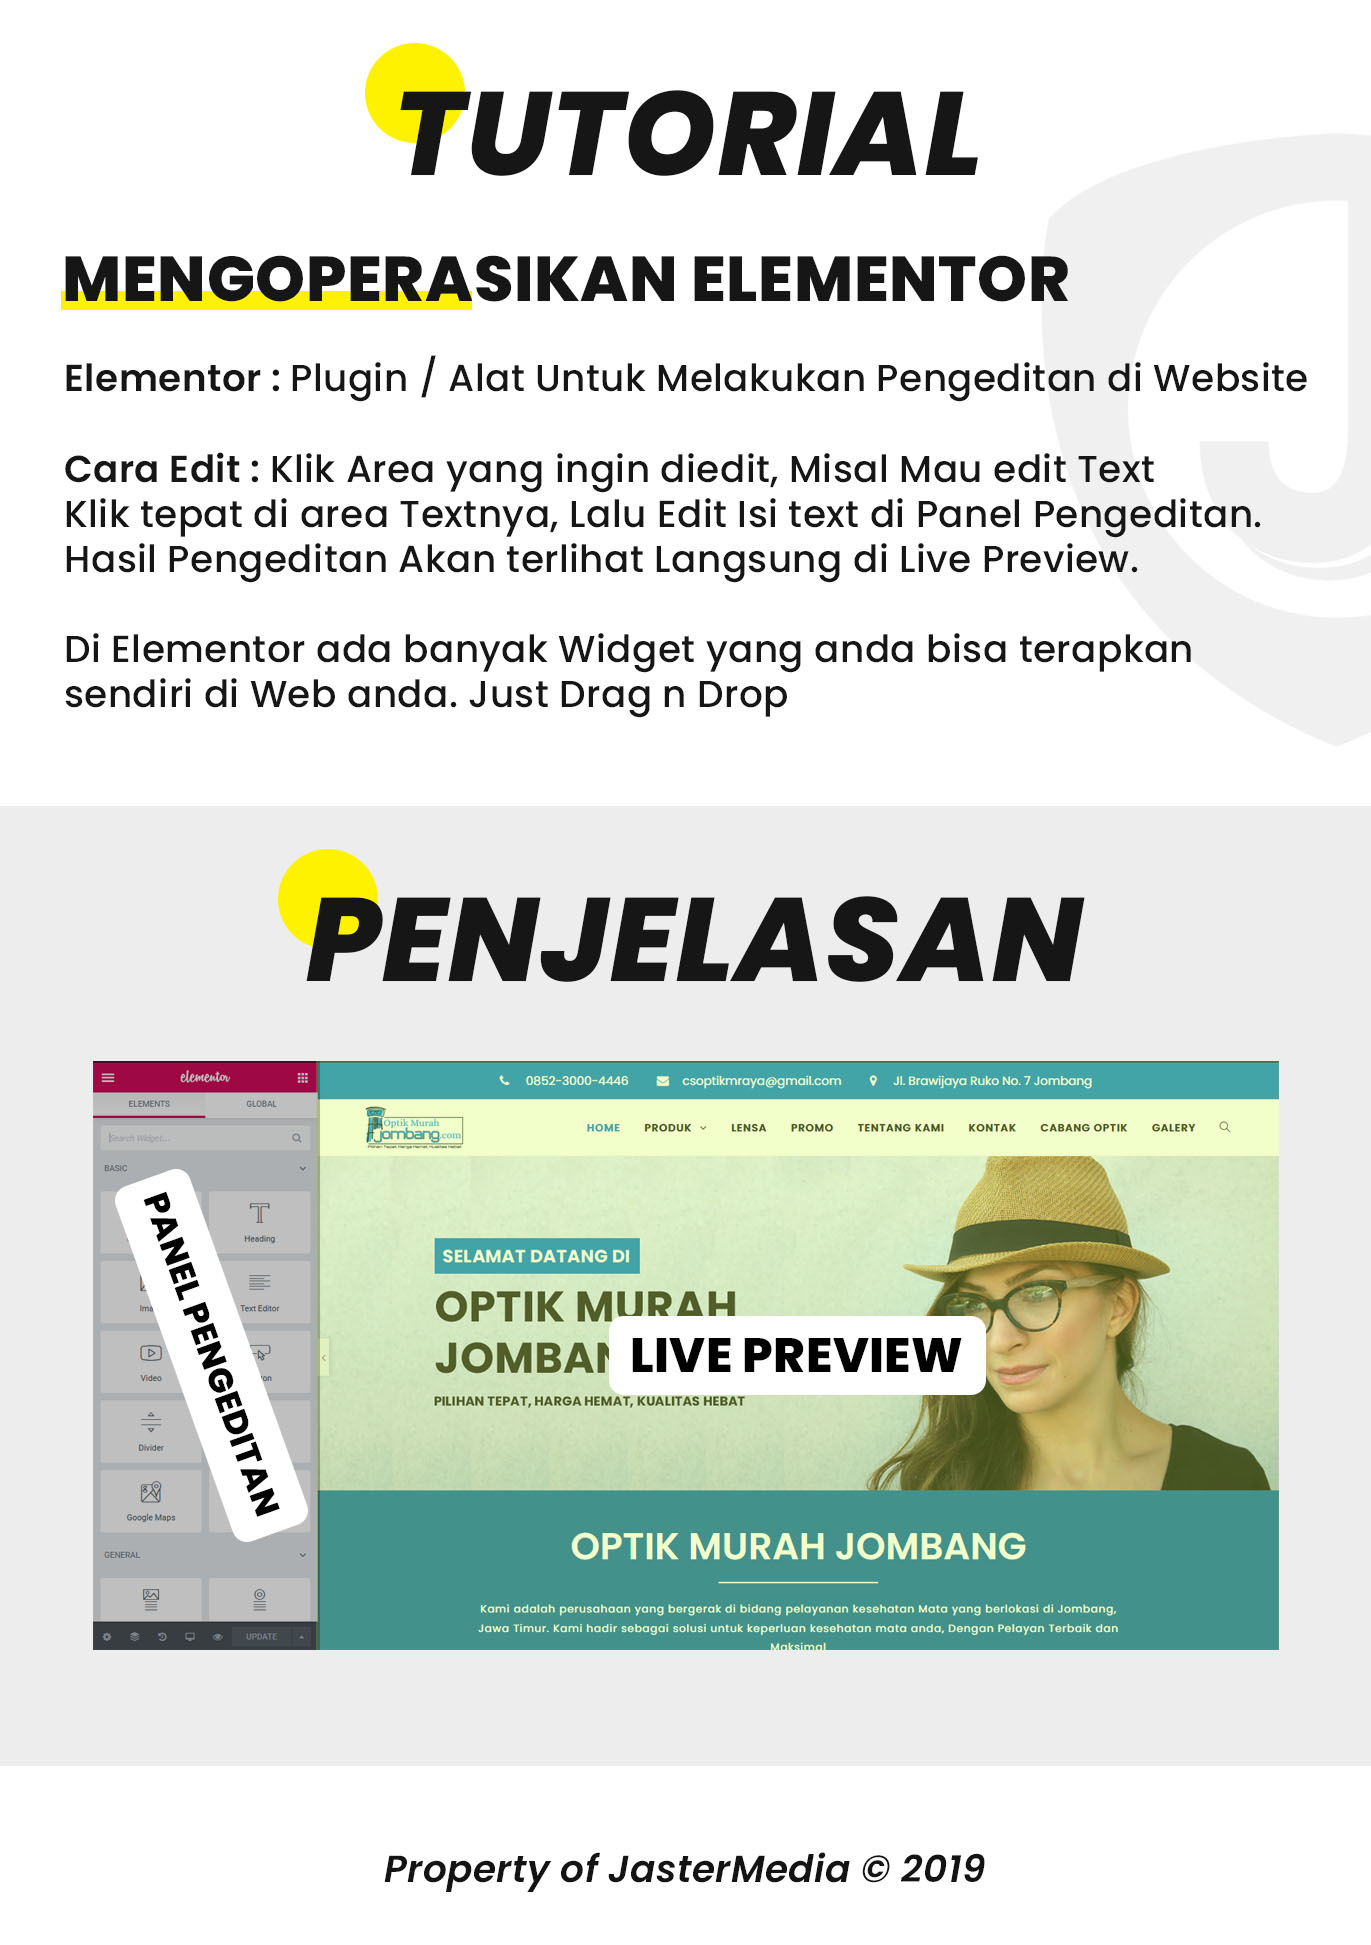 TUTORIAL
MENGOPERASIKAN ELEMENTOR
Elementor : Plugin / Alat Untuk Melakukan Pengeditan di Website
Cara Edit : Klik Area yang ingin diedit, Misal Mau edit Text
Klik tepat di area Textnya, Lalu Edit Isi text di Panel Pengeditan.
Hasil Pengeditan Akan terlihat Langsung di Live Preview.
Di Elementor ada banyak Widget yang anda bisa terapkan
sendiri di Web anda. Just Drag n Drop
PENJELASAN
elementor
ELEMENTS GLOBAL
Search Widget...
BASIC
Heading
Text Editor
Video
Divider
Google Maps
GENERAL
UPDATE
PANEL PENGEDITAN
0852-3000-4446 csoptikmraya@gmail.com Jl. Brawijaya Ruko No. 7 Jombang
Optik Murah
Jombang.com
Pilihan Tepat Harga Hemat, Kualitas Hebat
HOME PRODUK LENSA PROMO TENTANG KAMI KONTAK CABANG OPTIK GALERY
SELAMAT DATANG DI
OPTIK MURAH
LIVE PREVIEW
PILIHAN TEPAT, HARGA HEMAT, KUALITAS HEBAT
OPTIK MURAH JOMBANG
Kami adalah perusahaan yang bergerak di bidang pelayanan kesehatan Mata yang berlokasi di Jombang,
Jawa Timur. Kami hadir sebagai solusi untuk keperluan kesehatan mata anda, Dengan Pelayan Terbaik dan
Maksimal
Property of JasterMedia © 2019